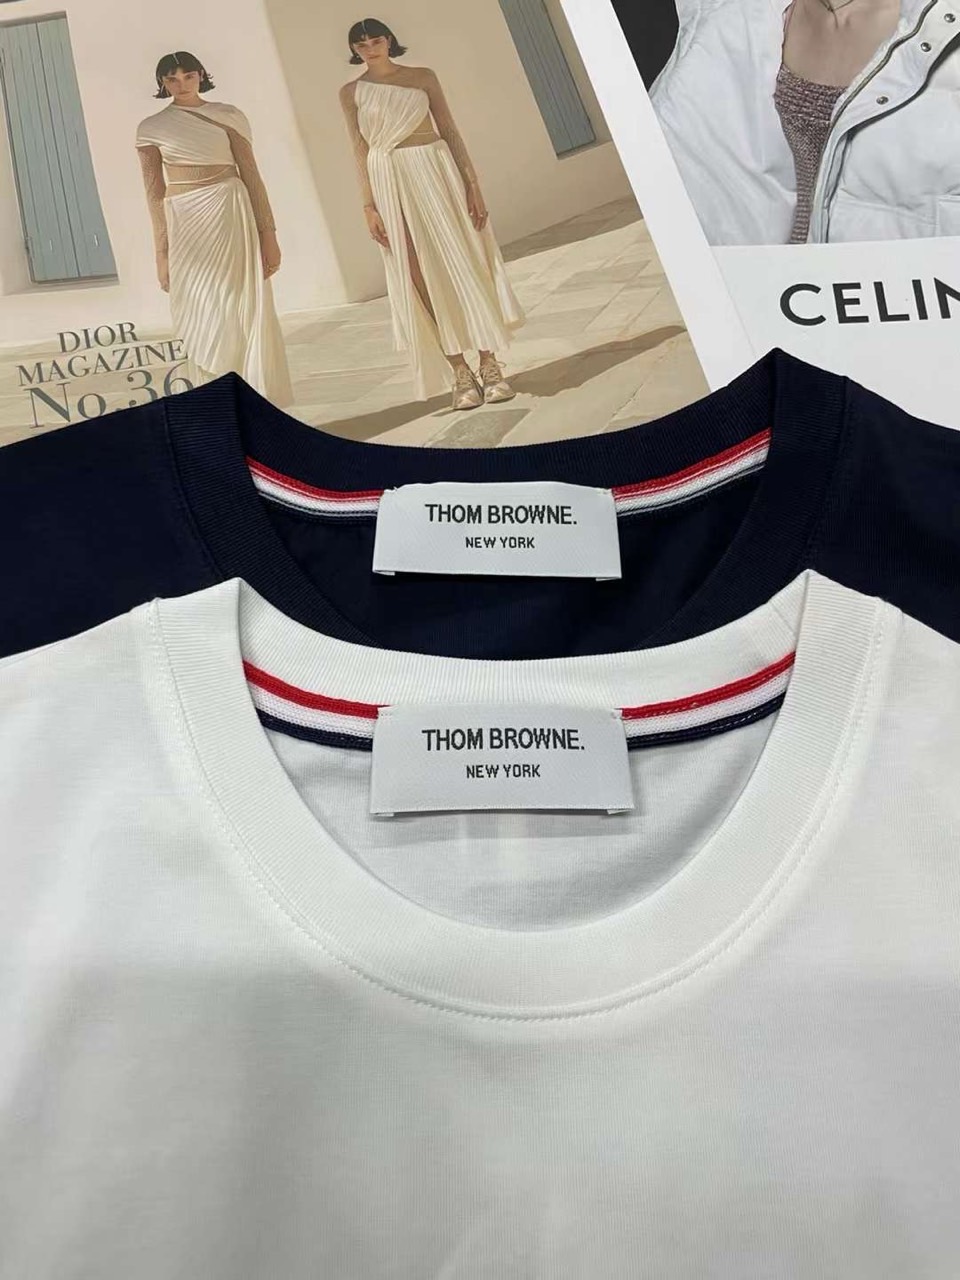 DIOR
MAGAZINE
No.36
CELIN
THOM BROWNE.
NEW YORK
THOM BROWNE.
NEW YORK